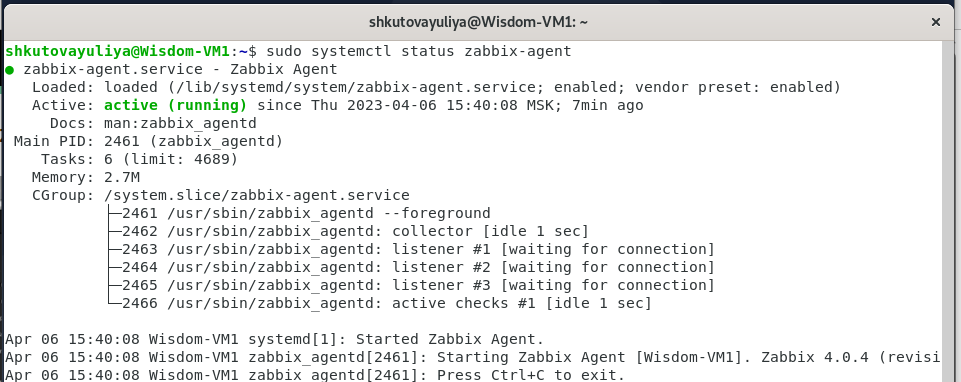 shkutovayuliya@Wisdom-VM1: ~
×
shkutovayuliya@Wisdom-VM1:~$ sudo systemctl status zabbix-agent
● zabbix-agent.service - Zabbix Agent
   Loaded: loaded (/lib/systemd/system/zabbix-agent.service; enabled; vendor preset: enabled)
   Active: active (running) since Thu 2023-04-06 15:40:08 MSK; 7min ago
     Docs: man:zabbix_agentd
 Main PID: 2461 (zabbix_agentd)
    Tasks: 6 (limit: 4689)
   Memory: 2.7M
   CGroup: /system.slice/zabbix-agent.service
           ├─2461 /usr/sbin/zabbix_agentd --foreground
           ├─2462 /usr/sbin/zabbix_agentd: collector [idle 1 sec]
           ├─2463 /usr/sbin/zabbix_agentd: listener #1 [waiting for connection]
           ├─2464 /usr/sbin/zabbix_agentd: listener #2 [waiting for connection]
           ├─2465 /usr/sbin/zabbix_agentd: listener #3 [waiting for connection]
           └─2466 /usr/sbin/zabbix_agentd: active checks #1 [idle 1 sec]
Apr 06 15:40:08 Wisdom-VM1 systemd[1]: Started Zabbix Agent.
Apr 06 15:40:08 Wisdom-VM1 zabbix_agentd[2461]: Starting Zabbix Agent [Wisdom-VM1]. Zabbix 4.0.4 (revisi
Apr 06 15:40:08 Wisdom-VM1 zabbix_agentd[2461]: Press Ctrl+C to exit.